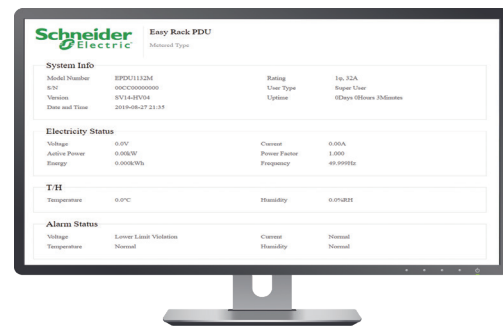 Schneider Electric Easy Rack PDU
Metered Type
System Info
Model Number EPDU1132M Rating 1φ, 32A
S/N 00CC00000000 User Type Super User
Version SV14-HV04 Uptime 0Days 0Hours 3Minutes
Date and Time 2019-08-27 21:35
Electricity Status
Voltage 0.0V Current 0.00A
Active Power 0.00kW Power Factor 1.000
Energy 0.000kWh Frequency 49.999Hz
T/H
Temperature 0.0°C Humidity 0.0%RH
Alarm Status
Voltage Lower Limit Violation Current Normal
Temperature Normal Humidity Normal